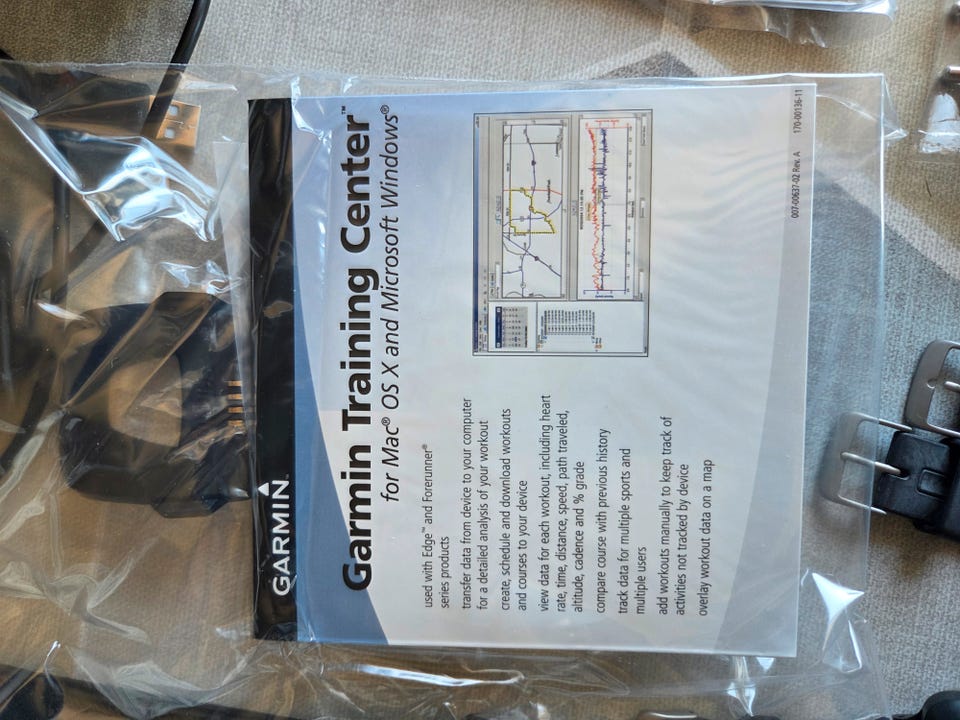 GARMIN
Garmin Training Center™
for Mac® OS X and Microsoft Windows®
used with Edge™ and Forerunner®
series products
transfer data from device to your computer
for a detailed analysis of your workout
create, schedule and download workouts
and courses to your device
view data for each workout, including heart
rate, time, distance, speed, path traveled,
altitude, cadence and % grade
compare course with previous history
track data for multiple sports and
multiple users
add workouts manually to keep track of
activities not tracked by device
overlay workout data on a map
007-00637-02 Rev. A
170-00136-11